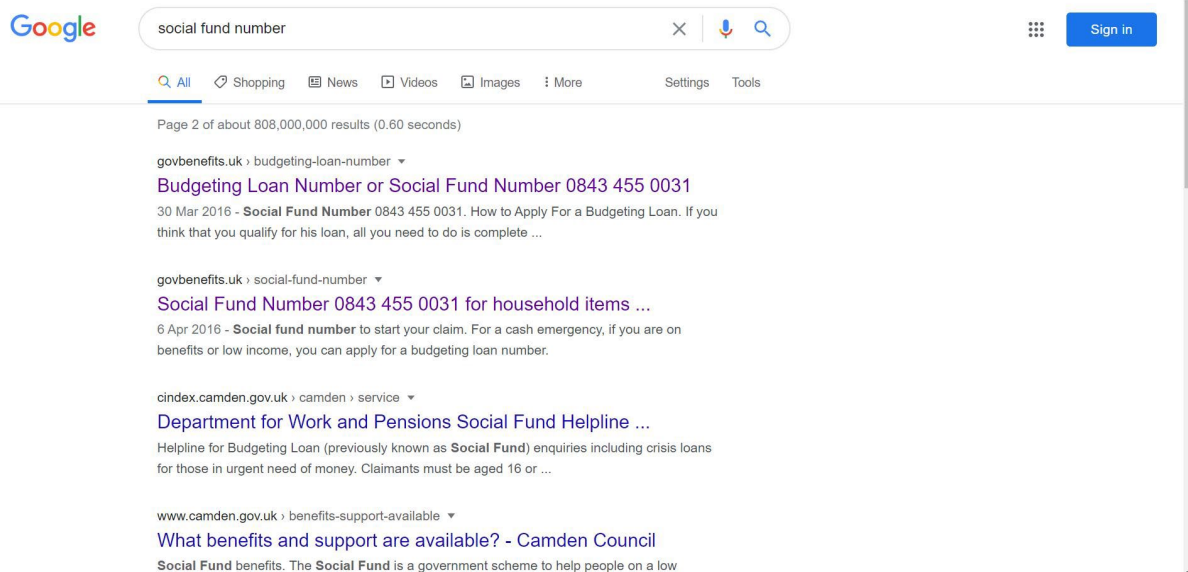 Google
social fund number
Sign in
All Shopping News Videos Images More Settings Tools
Page 2 of about 808,000,000 results (0.60 seconds)
govbenefits.uk › budgeting-loan-number
Budgeting Loan Number or Social Fund Number 0843 455 0031
30 Mar 2016 - Social Fund Number 0843 455 0031. How to Apply For a Budgeting Loan. If you
think that you qualify for his loan, all you need to do is complete ...
govbenefits.uk › social-fund-number
Social Fund Number 0843 455 0031 for household items ...
6 Apr 2016 - Social fund number to start your claim. For a cash emergency, if you are on
benefits or low income, you can apply for a budgeting loan number.
cindex.camden.gov.uk › camden › service
Department for Work and Pensions Social Fund Helpline ...
Helpline for Budgeting Loan (previously known as Social Fund) enquiries including crisis loans
for those in urgent need of money. Claimants must be aged 16 or ...
www.camden.gov.uk › benefits-support-available
What benefits and support are available? - Camden Council
Social Fund benefits. The Social Fund is a government scheme to help people on a low